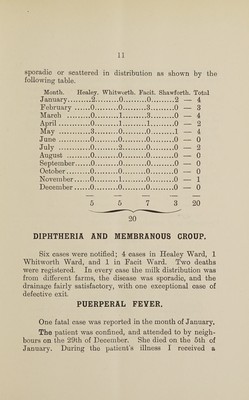 11
sporadic or scattered in distribution as shown by the
following table.
Month. Healey. Whitworth. Facit. Shawforth. Total
January.........2.........0.........0.........2 — 4
February ......0.........0.........3.........0 — 3
March .........0.........1.........3.........0 — 4
April ............0.........1.........1.........0 — 2
May ............3.........0.........0.........1 — 4
June ............0.........0.........0.........0 — 0
July ............0.........2.........0.........0 — 2
August .........0.........0.........0.........0 — 0
September......0.........0.........0.........0 — 0
October.........0.........0.........0.........0 — 0
November......0.........1.........0.........0 — 1
December ......0.........0.........0.........0 — 0
5 5 7 3 20
20
DIPHTHERIA AND MEMBRANOUS CROUP.
Six cases were notified; 4 cases in Healey Ward, 1
Whitworth Ward, and 1 in Facit Ward. Two deaths
were registered. In every case the milk distribution was
from different farms, the disease was sporadic, and the
drainage fairly satisfactory, with one exceptional case of
defective exit.
PUERPERAL FEVER.
One fatal case was reported in the month of January.
The patient was confined, and attended to by neigh-
bours on the 29th of December. She died on the 5th of
January. During the patient's illness I received a